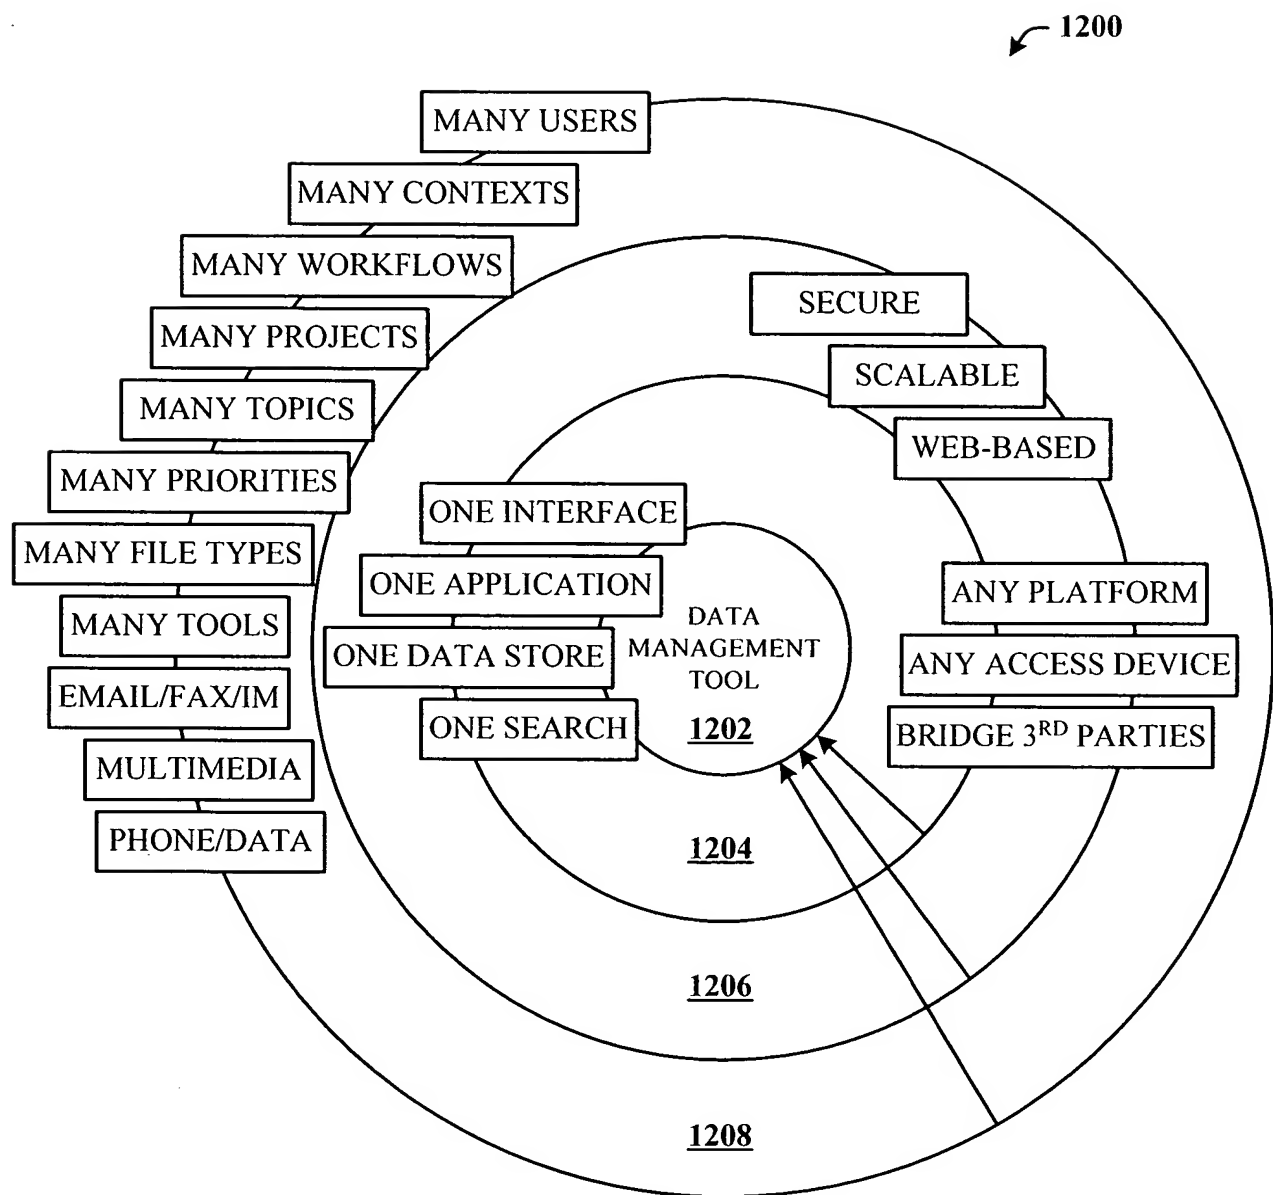 1200
MANY USERS
MANY CONTEXTS
MANY WORKFLOWS
MANY PROJECTS
MANY TOPICS
MANY PRIORITIES
MANY FILE TYPES
MANY TOOLS
EMAIL/FAX/IM
MULTIMEDIA
PHONE/DATA
SECURE
SCALABLE
WEB-BASED
ONE INTERFACE
ONE APPLICATION
ONE DATA STORE
ONE SEARCH
DATA
MANAGEMENT
TOOL
1202
ANY PLATFORM
ANY ACCESS DEVICE
BRIDGE 3RD PARTIES
1204
1206
1208